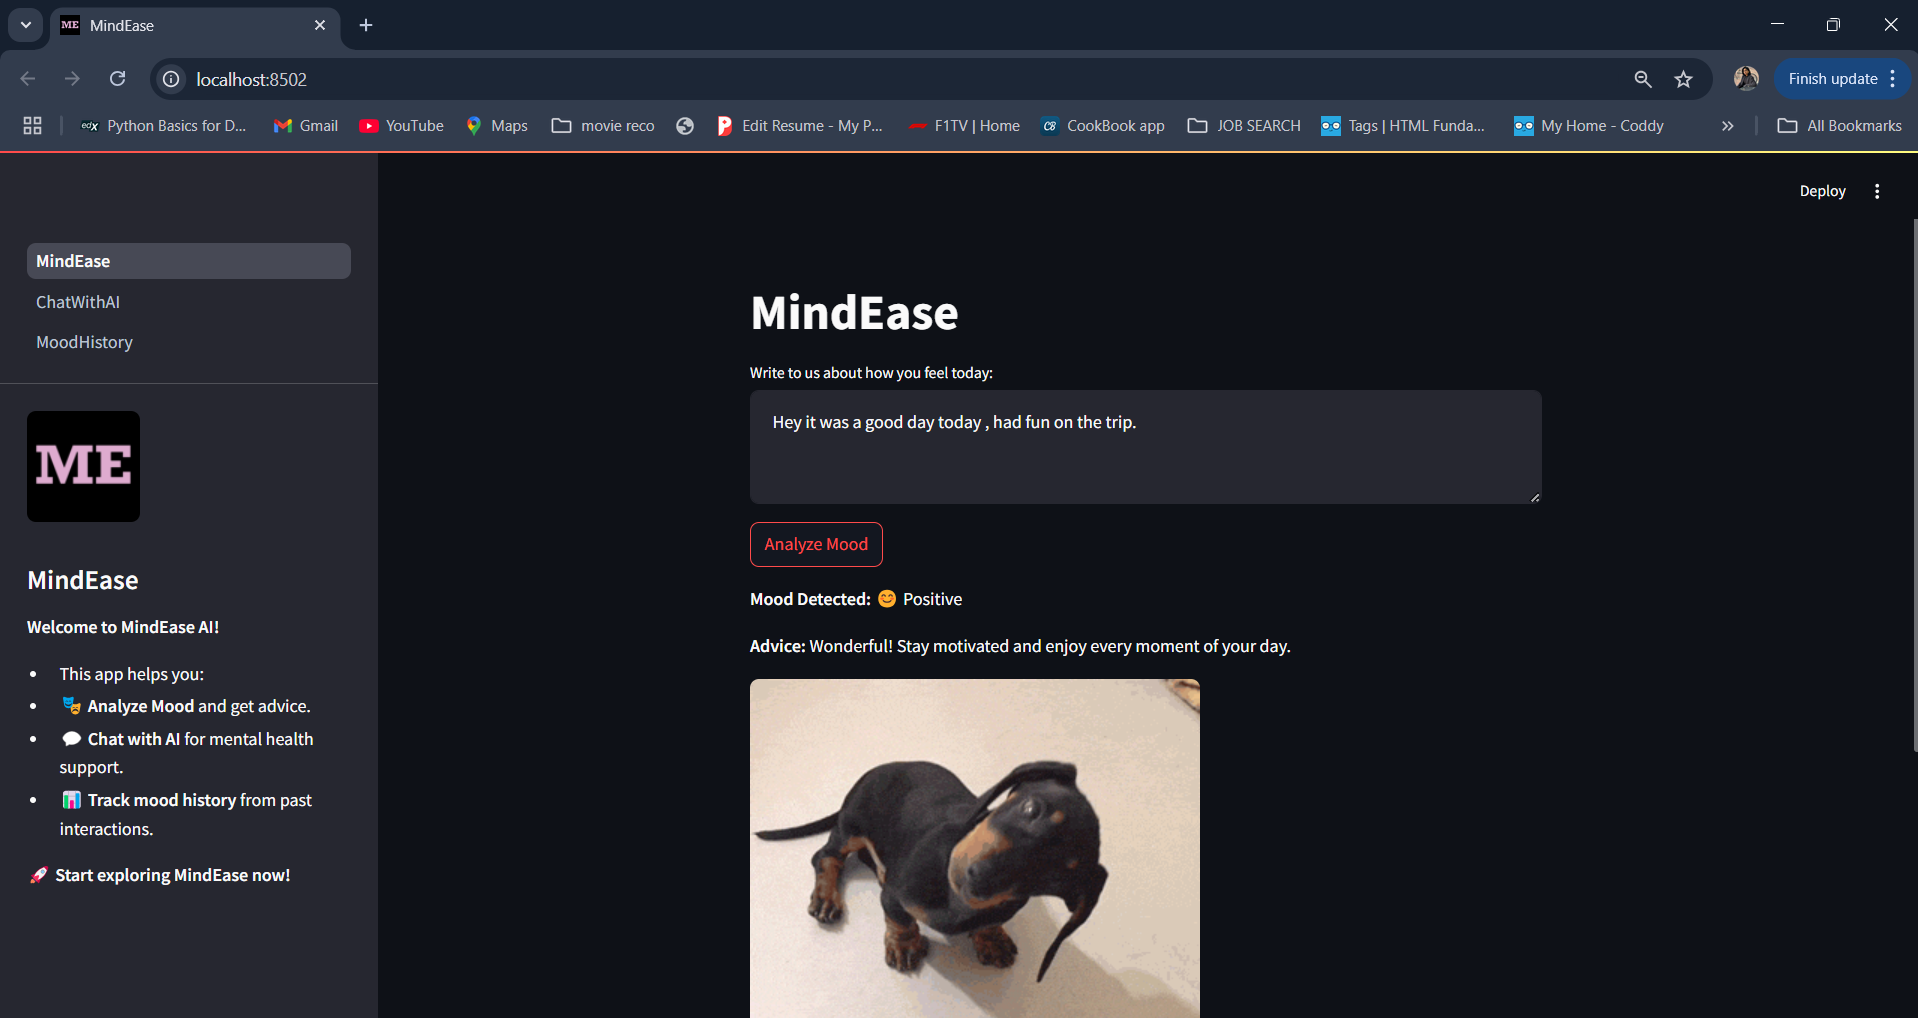 ME MindEase
localhost:8502
Finish update
edx Python Basics for D...
Gmail
YouTube
Maps
movie reco
Edit Resume - My P...
F1TV | Home
CB CookBook app
JOB SEARCH
Tags | HTML Funda...
My Home - Coddy
»
All Bookmarks
Deploy
MindEase
ChatWithAI
MoodHistory
ME
MindEase
Welcome to MindEase AI!
• This app helps you:
• 🎭 Analyze Mood and get advice.
• 💬 Chat with AI for mental health
support.
• 📊 Track mood history from past
interactions.
🚀 Start exploring MindEase now!
MindEase
Write to us about how you feel today:
Hey it was a good day today , had fun on the trip.
Analyze Mood
Mood Detected: 😊 Positive
Advice: Wonderful! Stay motivated and enjoy every moment of your day.